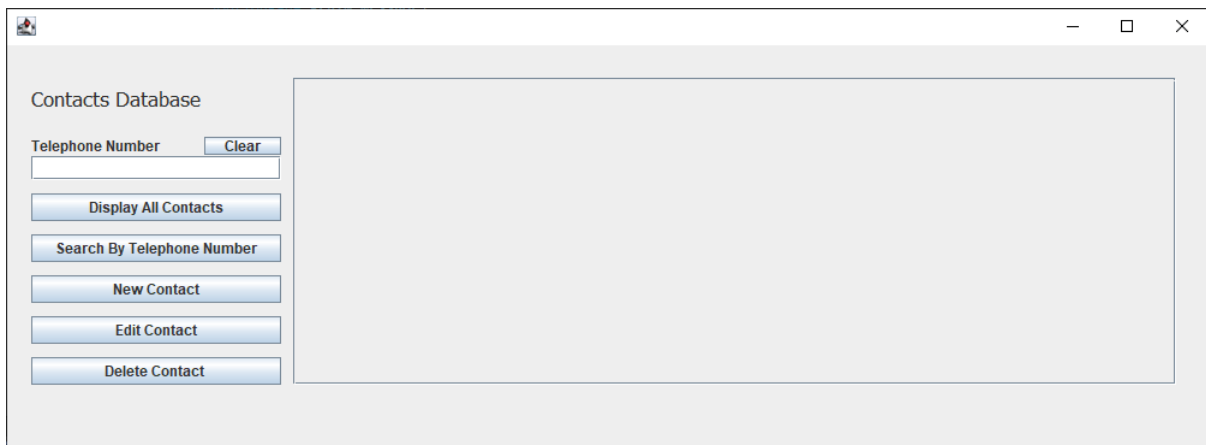 Contacts Database
Telephone Number Clear
Display All Contacts
Search By Telephone Number
New Contact
Edit Contact
Delete Contact